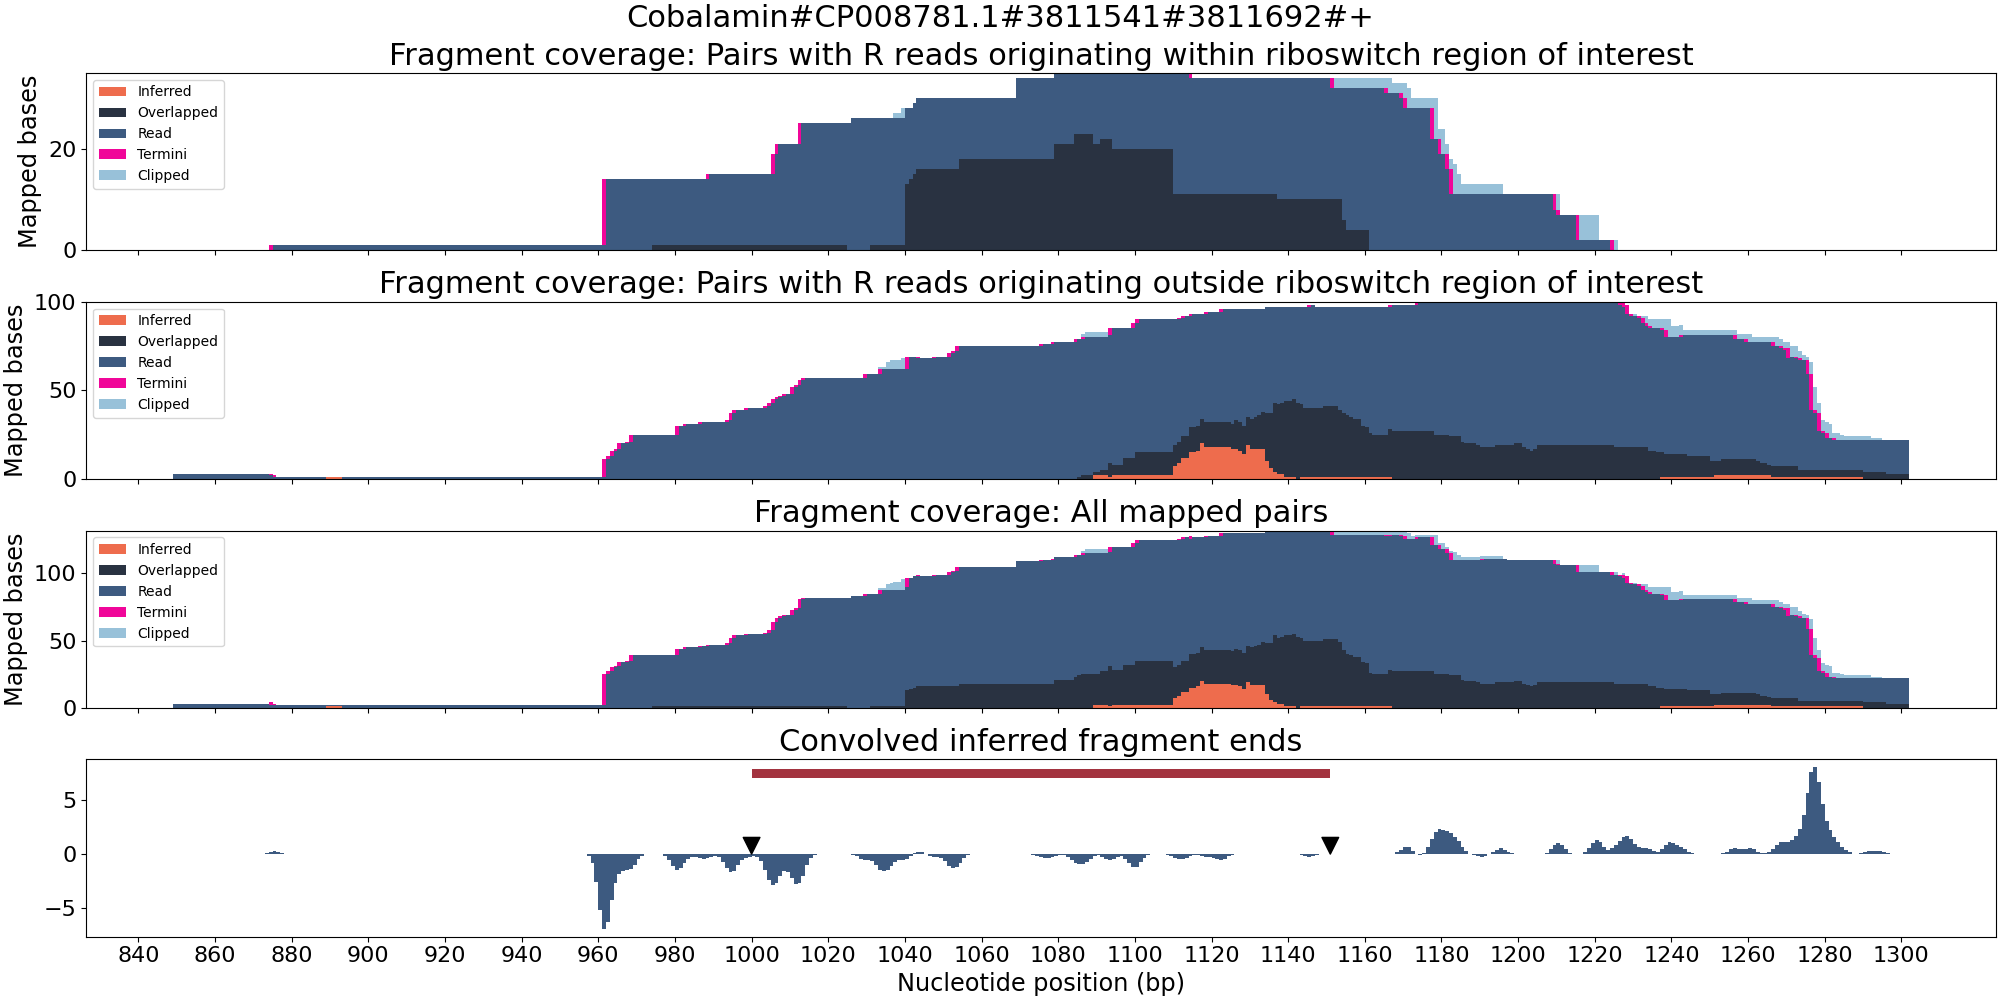 Cobalamin#CP008781.1#3811541#3811692#+
Fragment coverage: Pairs with R reads originating within riboswitch region of interest
Mapped bases
20
0
Inferred
Overlapped
Read
Termini
Clipped
Fragment coverage: Pairs with R reads originating outside riboswitch region of interest
Mapped bases
100
50
0
Inferred
Overlapped
Read
Termini
Clipped
Fragment coverage: All mapped pairs
Mapped bases
100
50
0
Inferred
Overlapped
Read
Termini
Clipped
Convolved inferred fragment ends
5
0
−5
840 860 880 900 920 940 960 980 1000 1020 1040 1060 1080 1100 1120 1140 1160 1180 1200 1220 1240 1260 1280 1300
Nucleotide position (bp)